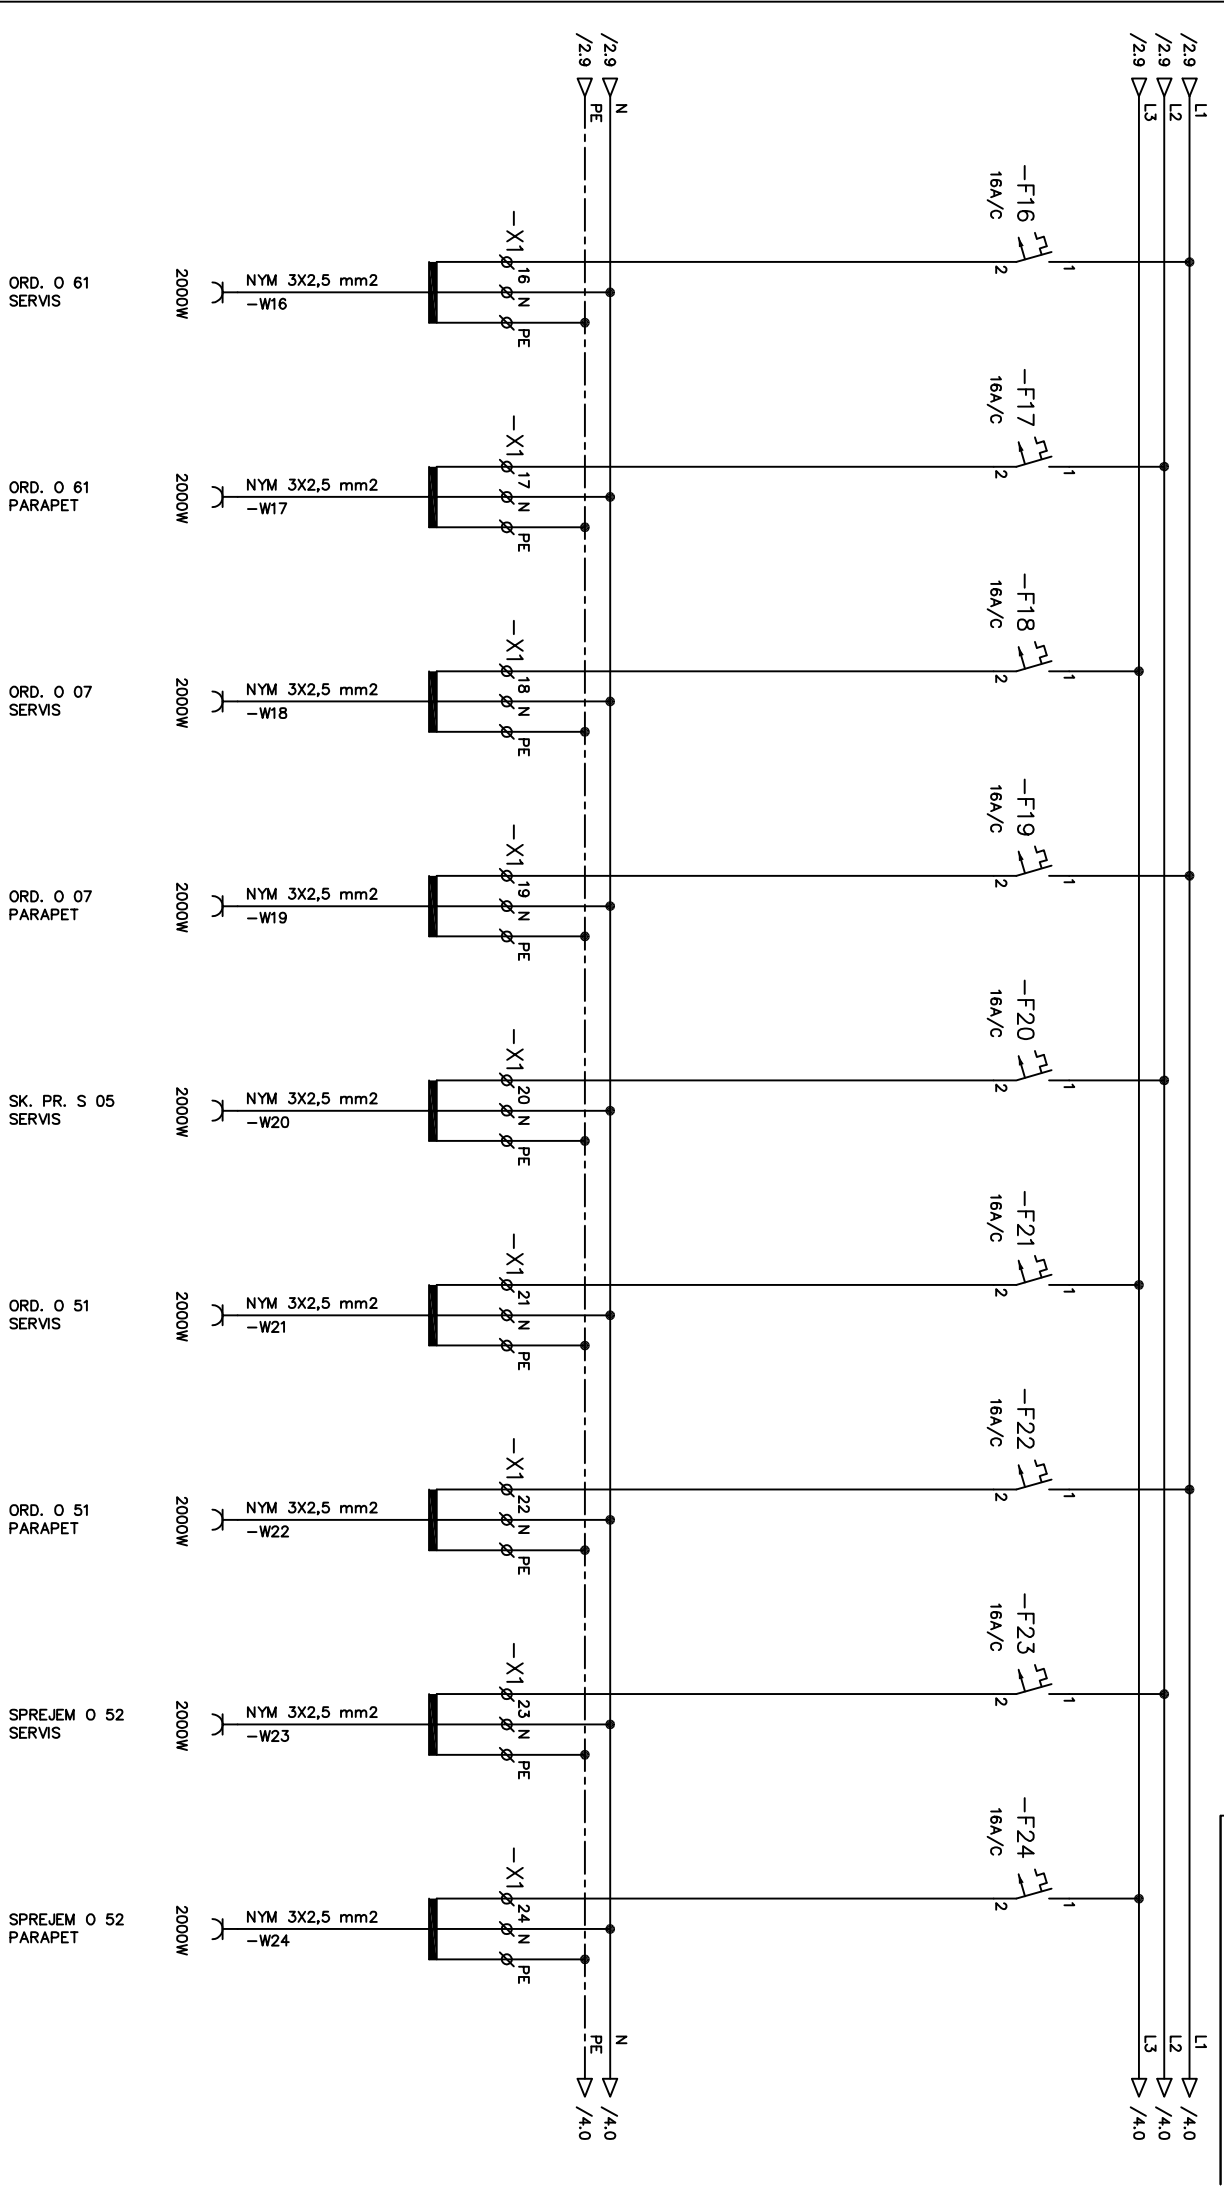 /2.9 L1
/2.9 L2
/2.9 L3
/2.9 N
/2.9 PE
L1 /4.0
L2 /4.0
L3 /4.0
N /4.0
PE /4.0
-F16
16A/C
1
2
-X1 16 N PE
NYM 3X2,5 mm2
-W16
2000W
ORD. O 61
SERVIS
-F17
16A/C
1
2
-X1 17 N PE
NYM 3X2,5 mm2
-W17
2000W
ORD. O 61
PARAPET
-F18
16A/C
1
2
-X1 18 N PE
NYM 3X2,5 mm2
-W18
2000W
ORD. O 07
SERVIS
-F19
16A/C
1
2
-X1 19 N PE
NYM 3X2,5 mm2
-W19
2000W
ORD. O 07
PARAPET
-F20
16A/C
1
2
-X1 20 N PE
NYM 3X2,5 mm2
-W20
2000W
SK. PR. S 05
SERVIS
-F21
16A/C
1
2
-X1 21 N PE
NYM 3X2,5 mm2
-W21
2000W
ORD. O 51
SERVIS
-F22
16A/C
1
2
-X1 22 N PE
NYM 3X2,5 mm2
-W22
2000W
ORD. O 51
PARAPET
-F23
16A/C
1
2
-X1 23 N PE
NYM 3X2,5 mm2
-W23
2000W
SPREJEM O 52
SERVIS
-F24
16A/C
1
2
-X1 24 N PE
NYM 3X2,5 mm2
-W24
2000W
SPREJEM O 52
PARAPET